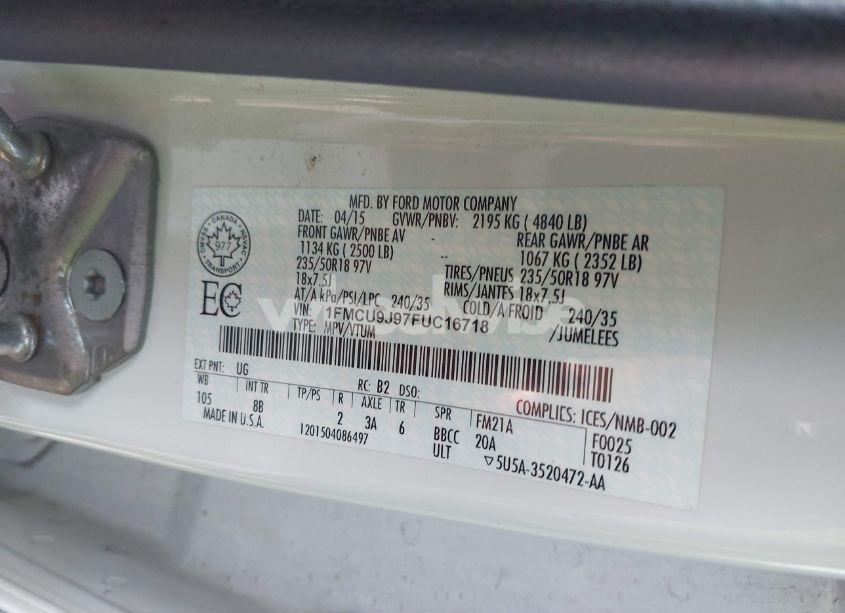 MFD. BY FORD MOTOR COMPANY
DATE: 04/15 GVWR/PNBV: 2195 KG ( 4840 LB)
FRONT GAWR/PNBE AV REAR GAWR/PNBE AR
1134 KG ( 2500 LB) 1067 KG ( 2352 LB)
235/50R18 97V TIRES/PNEUS 235/50R18 97V
18x7.5J RIMS/JANTES 18x7.5J
AT/A kPa/PSI/LPC 240/35 COLD/A FROID 240/35
VIN: 1FMCU9J97FUC16718 /JUMELEES
TYPE: MPV/VTUM
CANADA
977
TRANSPORT
EC
EXT PNT: UG RC: B2 DSO:
WB INT TR TP/PS R AXLE TR SPR FM21A COMPLIES: ICES/NMB-002
105 8B 2 3A 6 BBCC 20A F0025
MADE IN U.S.A. 1201504086497 ULT T0126
▽5U5A-3520472-AA